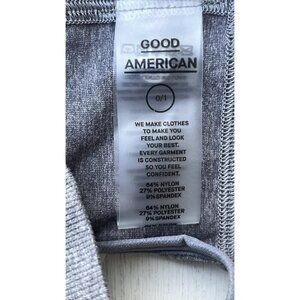 GOOD
AMERICAN
0/1
WE MAKE CLOTHES
TO MAKE YOU
FEEL AND LOOK
YOUR BEST.
EVERY GARMENT
IS CONSTRUCTED
SO YOU FEEL
CONFIDENT.
64% NYLON
27% POLYESTER
9% SPANDEX
64% NYLON
27% POLYESTER
9% SPANDEX